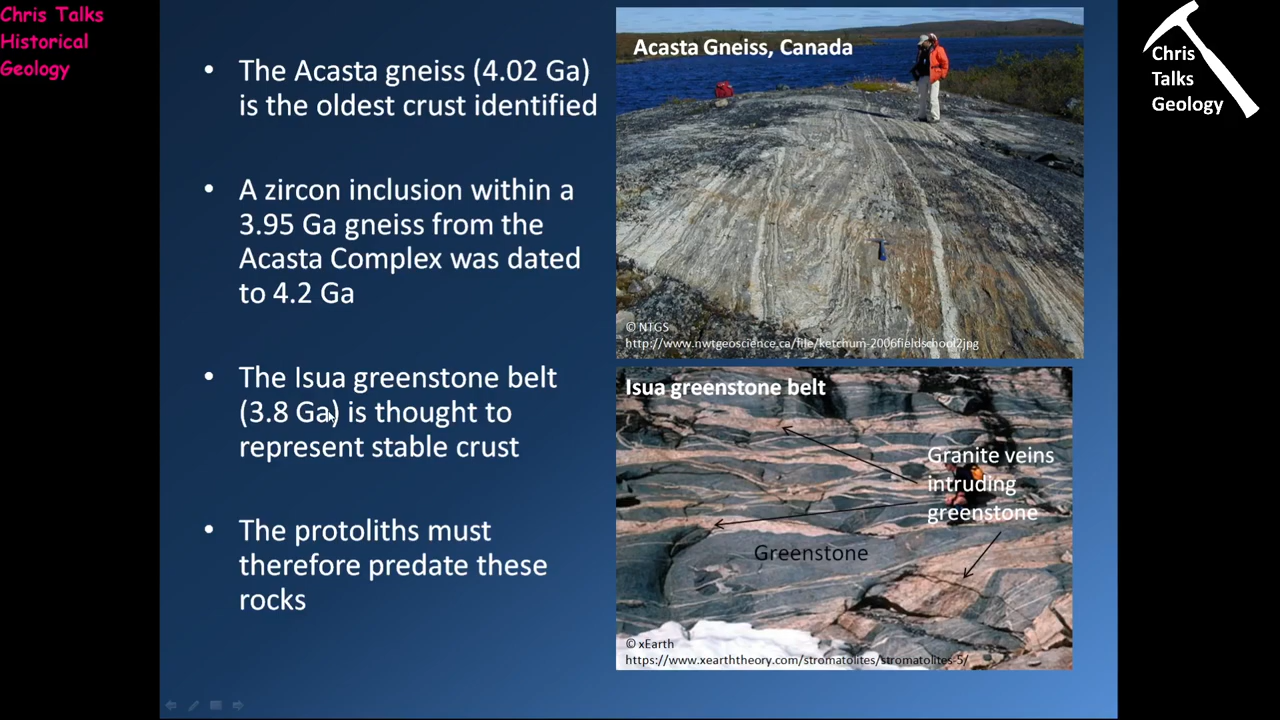 Chris Talks
Historical
Geology
• The Acasta gneiss (4.02 Ga)
is the oldest crust identified
• A zircon inclusion within a
3.95 Ga gneiss from the
Acasta Complex was dated
to 4.2 Ga
• The Isua greenstone belt
(3.8 Ga) is thought to
represent stable crust
• The protoliths must
therefore predate these
rocks
Acasta Gneiss, Canada
© NTGS
http://www.nwtgeoscience.ca/file/ketchum-2006fieldschool2jpg
Isua greenstone belt
Granite veins
intruding
greenstone
Greenstone
© xEarth
https://www.xearththeory.com/stromatolites/stromatolites-5/
Chris
Talks
Geology